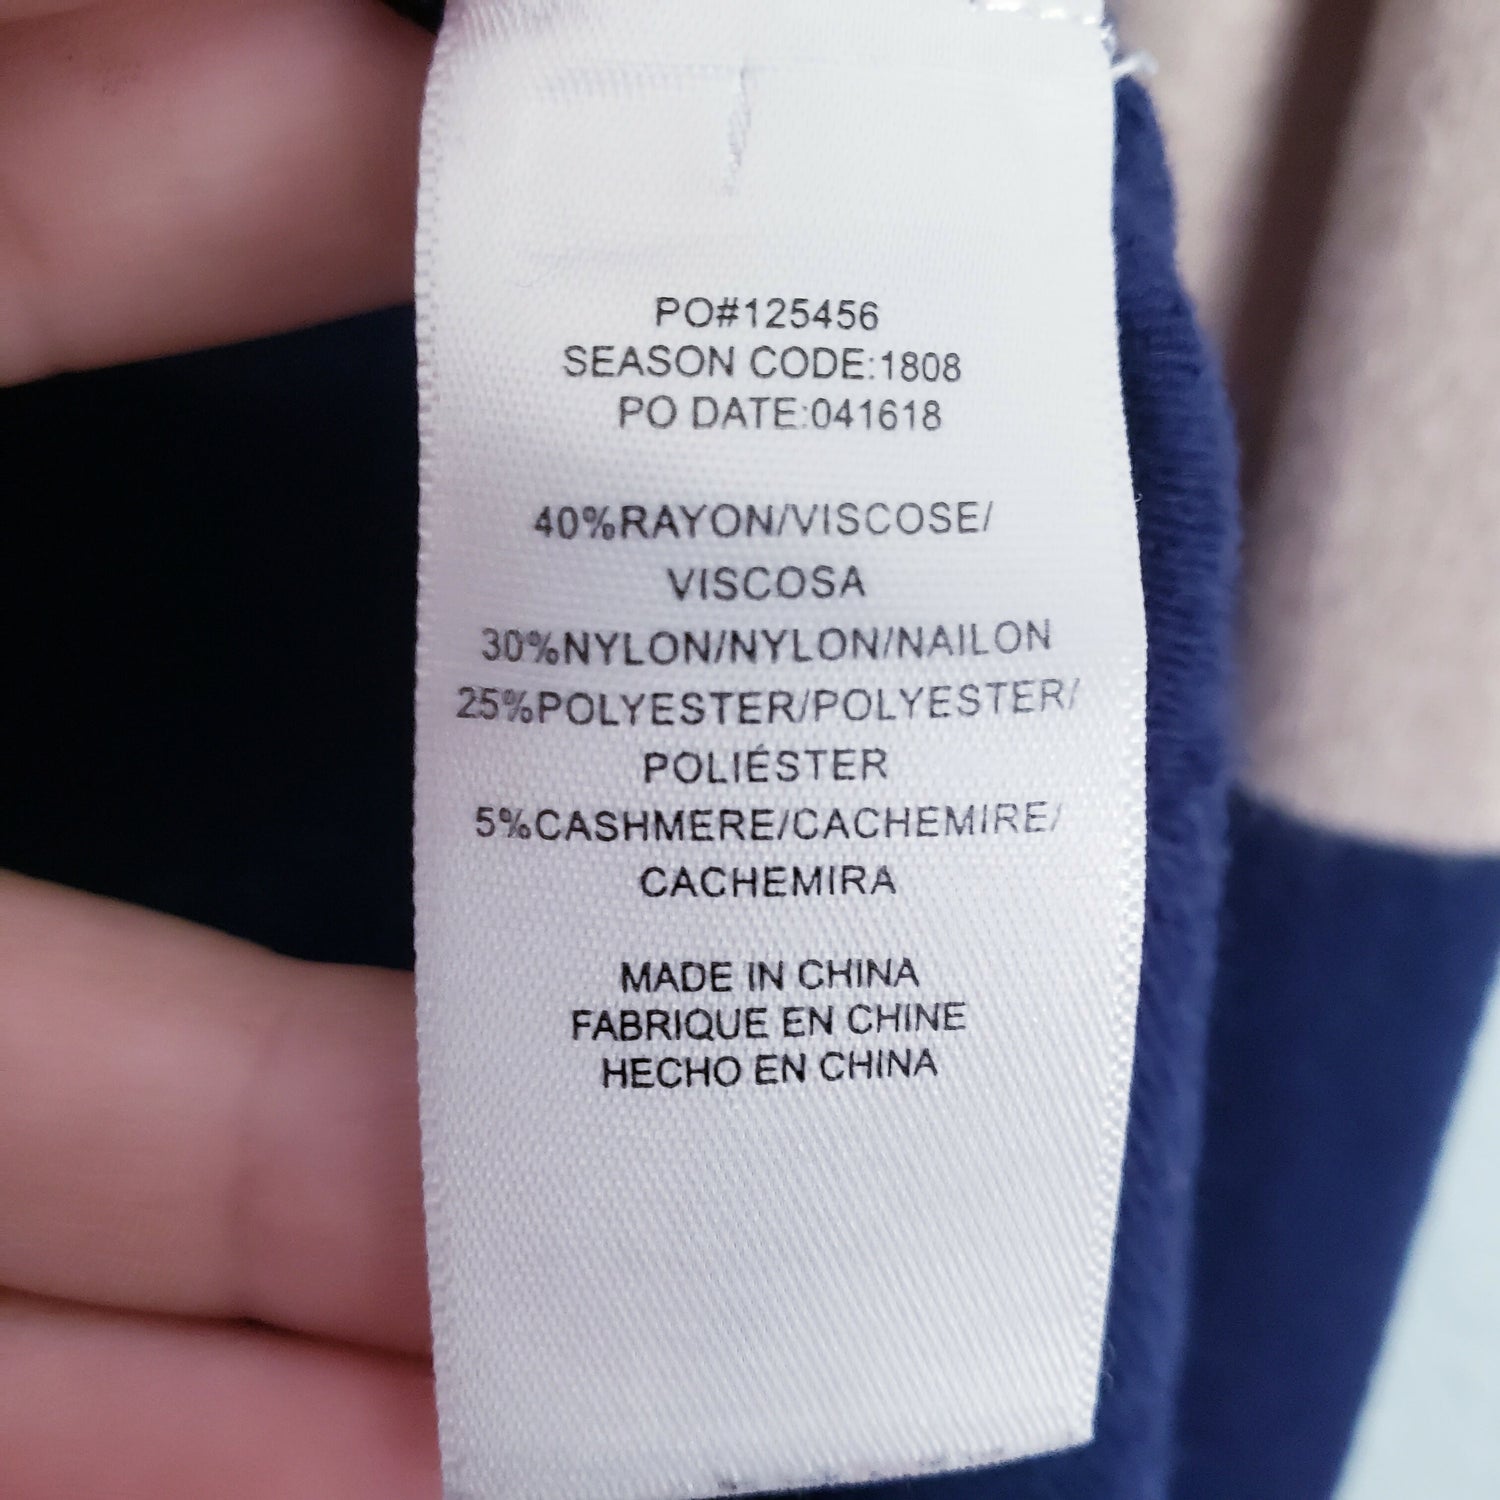 PO#125456
SEASON CODE:1808
PO DATE:041618
40%RAYON/VISCOSE/
VISCOSA
30%NYLON/NYLON/NAILON
25%POLYESTER/POLYESTER/
POLIÉSTER
5%CASHMERE/CACHEMIRE/
CACHEMIRA
MADE IN CHINA
FABRIQUE EN CHINE
HECHO EN CHINA